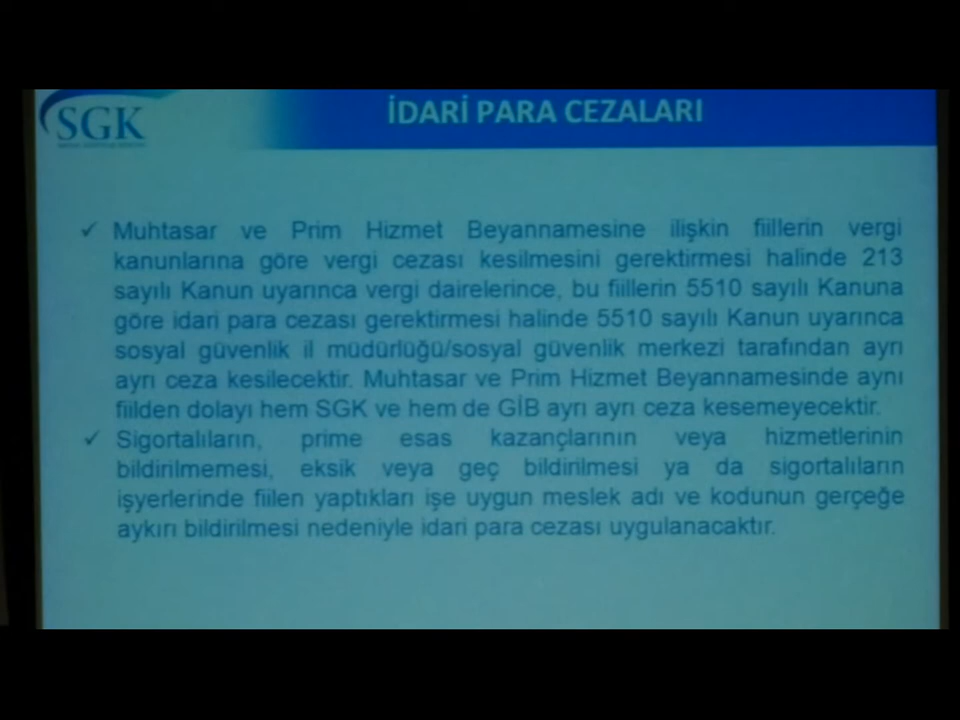 SGK
İDARİ PARA CEZALARI
✓ Muhtasar ve Prim Hizmet Beyannamesine ilişkin fiillerin vergi
kanunlarına göre vergi cezası kesilmesini gerektirmesi halinde 213
sayılı Kanun uyarınca vergi dairelerince, bu fiillerin 5510 sayılı Kanuna
göre idari para cezası gerektirmesi halinde 5510 sayılı Kanun uyarınca
sosyal güvenlik il müdürlüğü/sosyal güvenlik merkezi tarafından ayrı
ayrı ceza kesilecektir. Muhtasar ve Prim Hizmet Beyannamesinde aynı
fiilden dolayı hem SGK ve hem de GİB ayrı ayrı ceza kesemeyecektir.
✓ Sigortalıların, prime esas kazançlarının veya hizmetlerinin
bildirilmemesi, eksik veya geç bildirilmesi ya da sigortalıların
işyerlerinde fiilen yaptıkları işe uygun meslek adı ve kodunun gerçeğe
aykırı bildirilmesi nedeniyle idari para cezası uygulanacaktır.